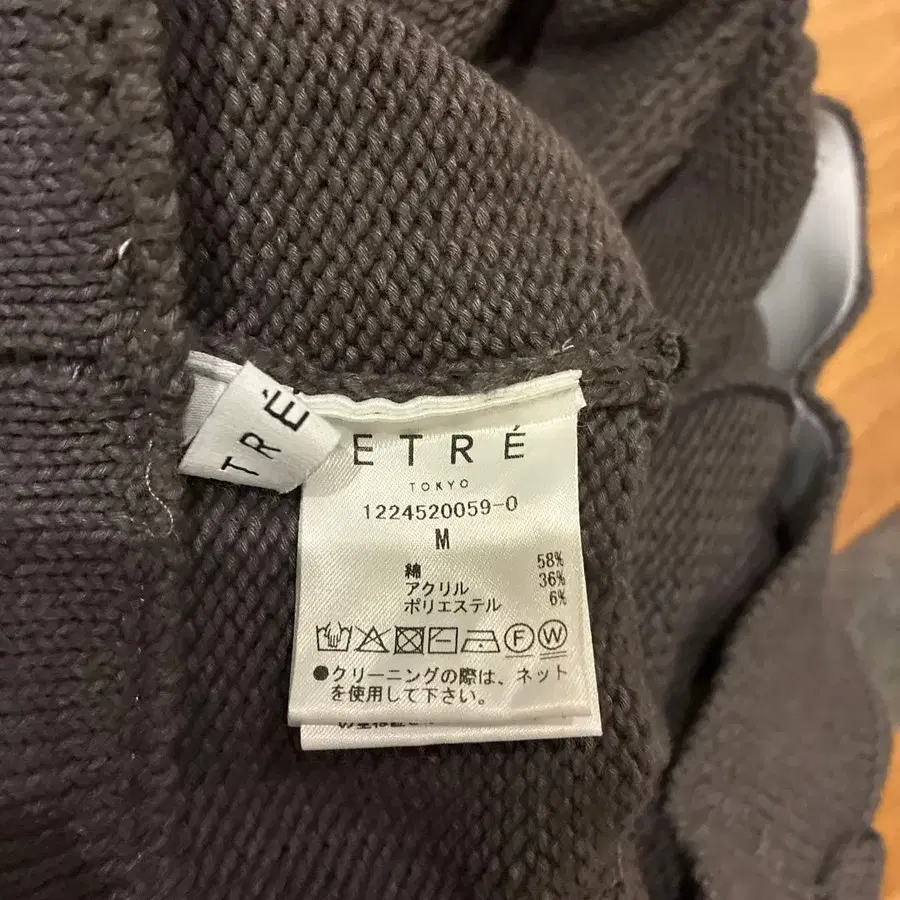 TRÉ
ETRÉ
TOKYO
1224520059-0
M
綿 58%
アクリル 36%
ポリエステル 6%
F W
●クリーニングの際は、ネット
を使用して下さい。